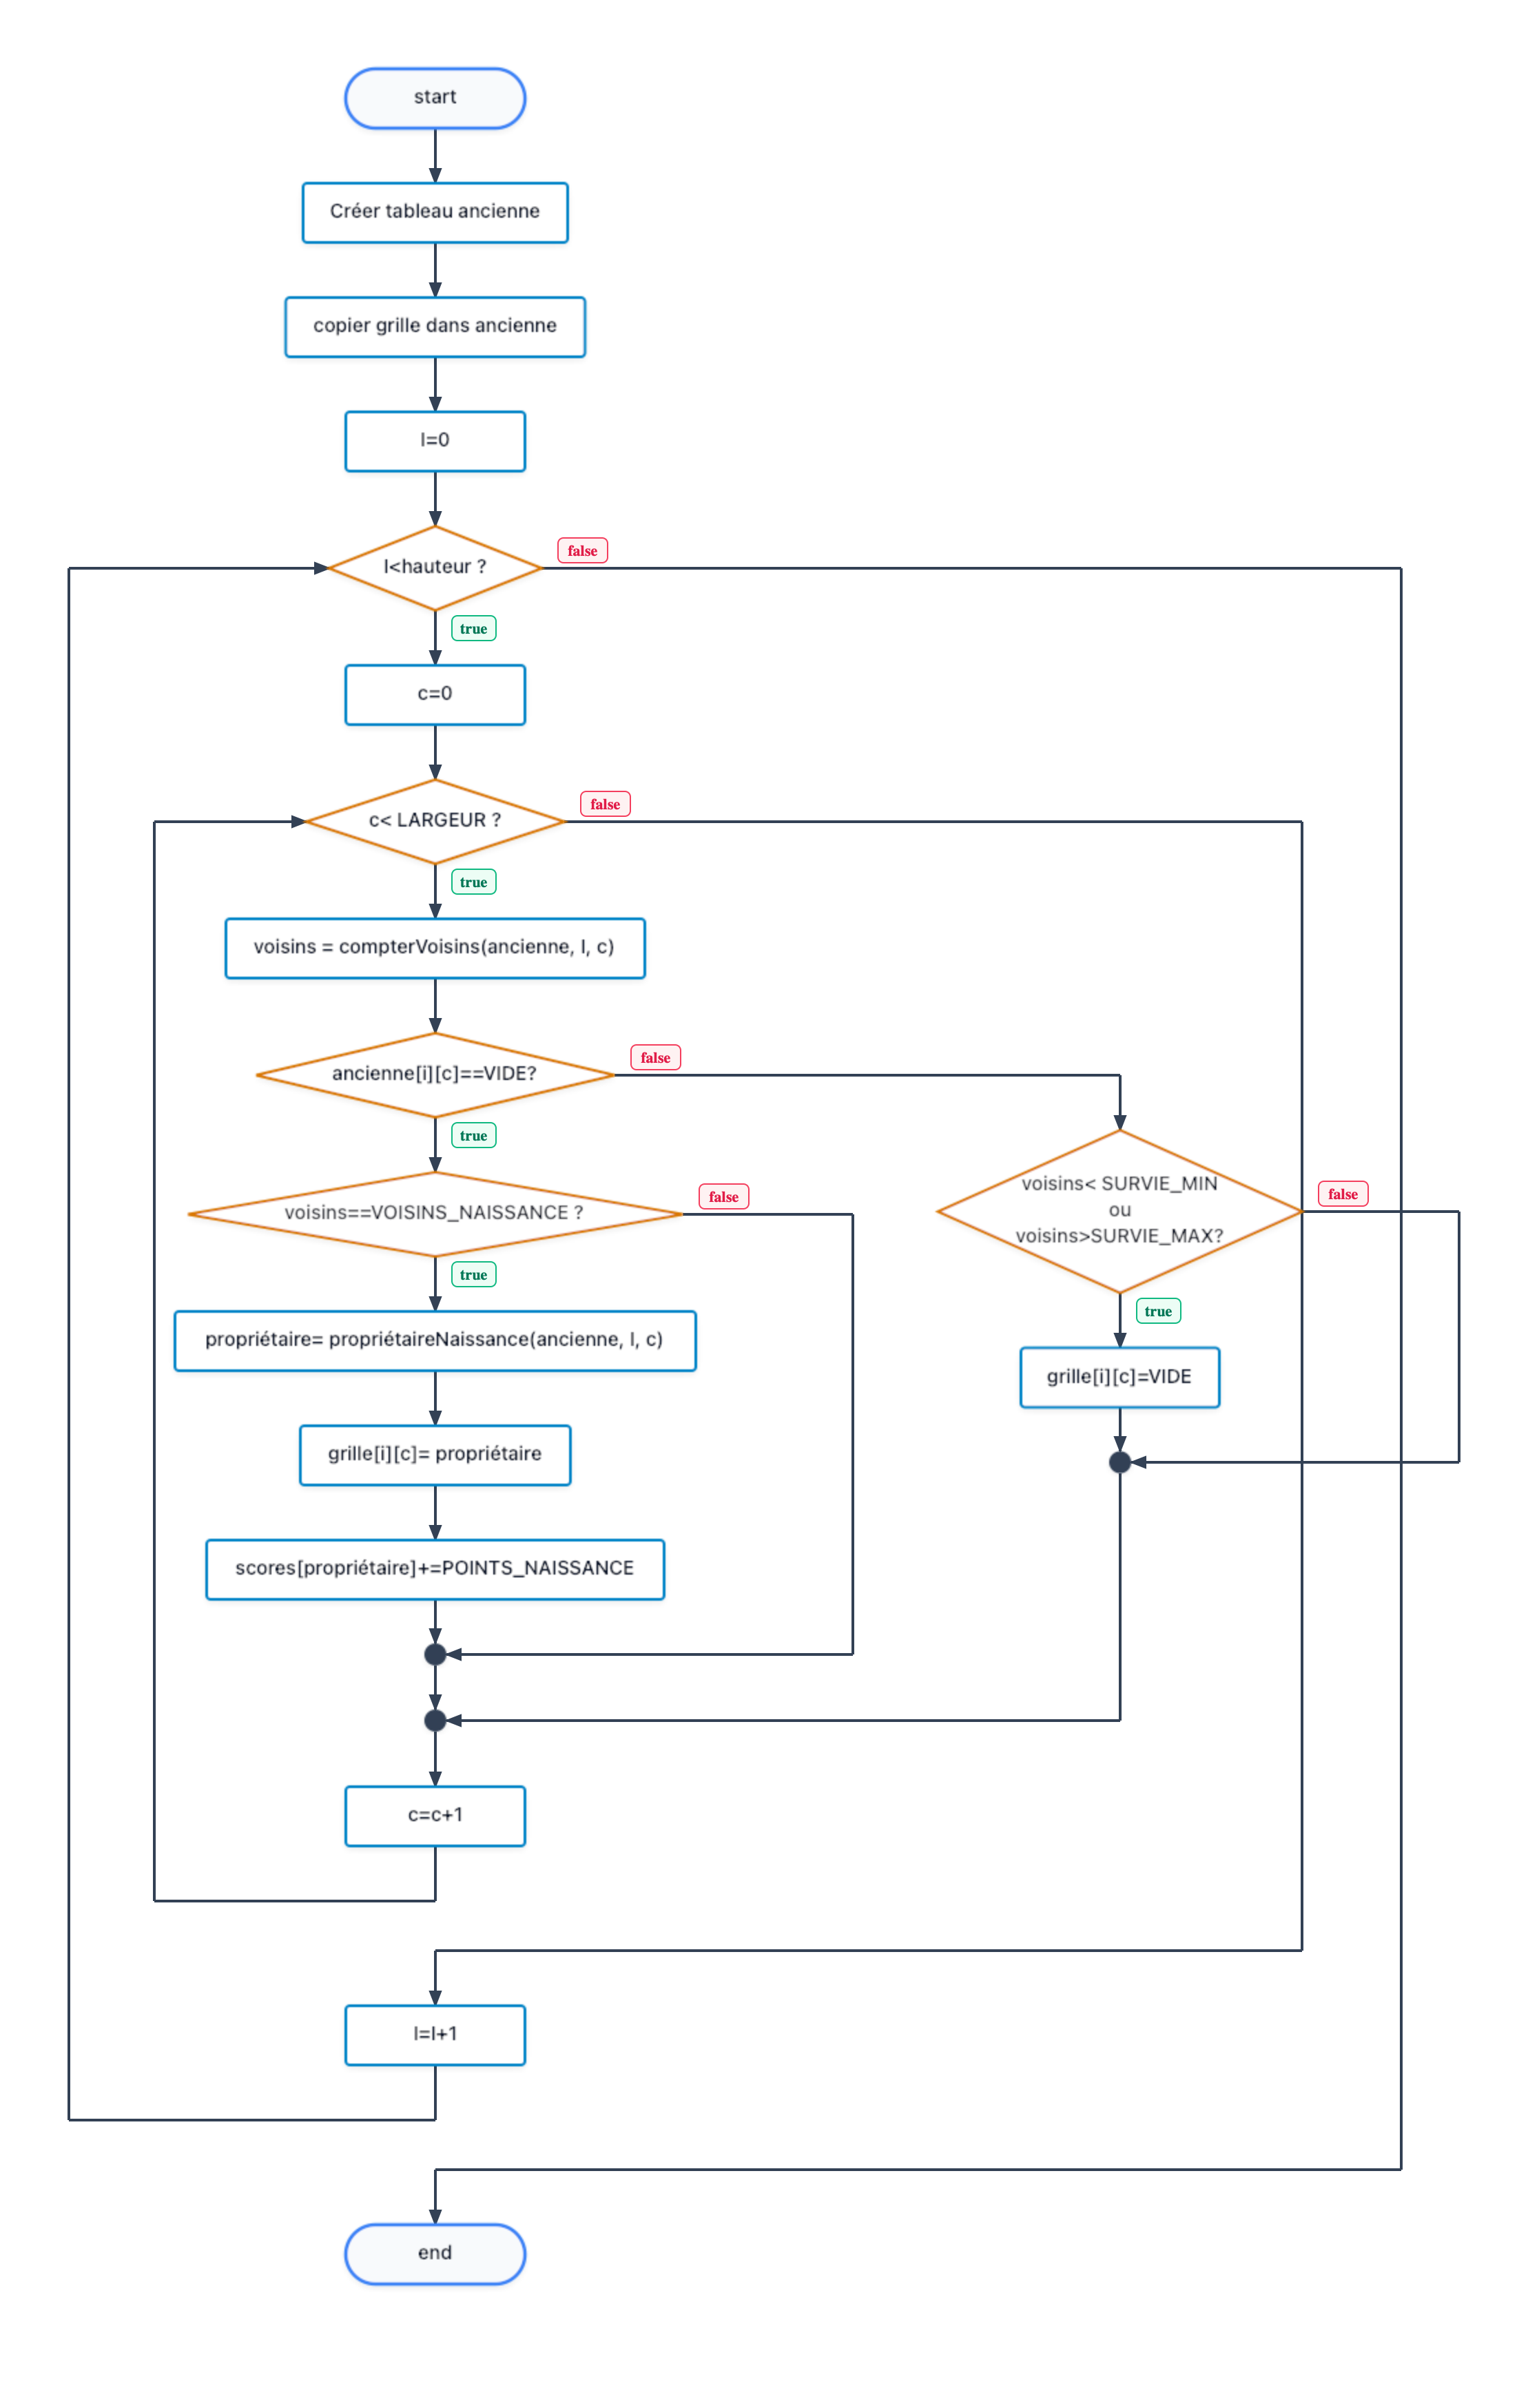 start
Créer tableau ancienne
copier grille dans ancienne
l=0
l<hauteur ?
false
true
c=0
c< LARGEUR ?
false
true
voisins = compterVoisins(ancienne, l, c)
ancienne[i][c]==VIDE?
false
true
voisins==VOISINS_NAISSANCE ?
false
true
voisins< SURVIE_MIN
ou
voisins>SURVIE_MAX?
false
true
propriétaire= propriétaireNaissance(ancienne, l, c)
grille[i][c]=VIDE
grille[i][c]= propriétaire
scores[propriétaire]+=POINTS_NAISSANCE
c=c+1
l=l+1
end